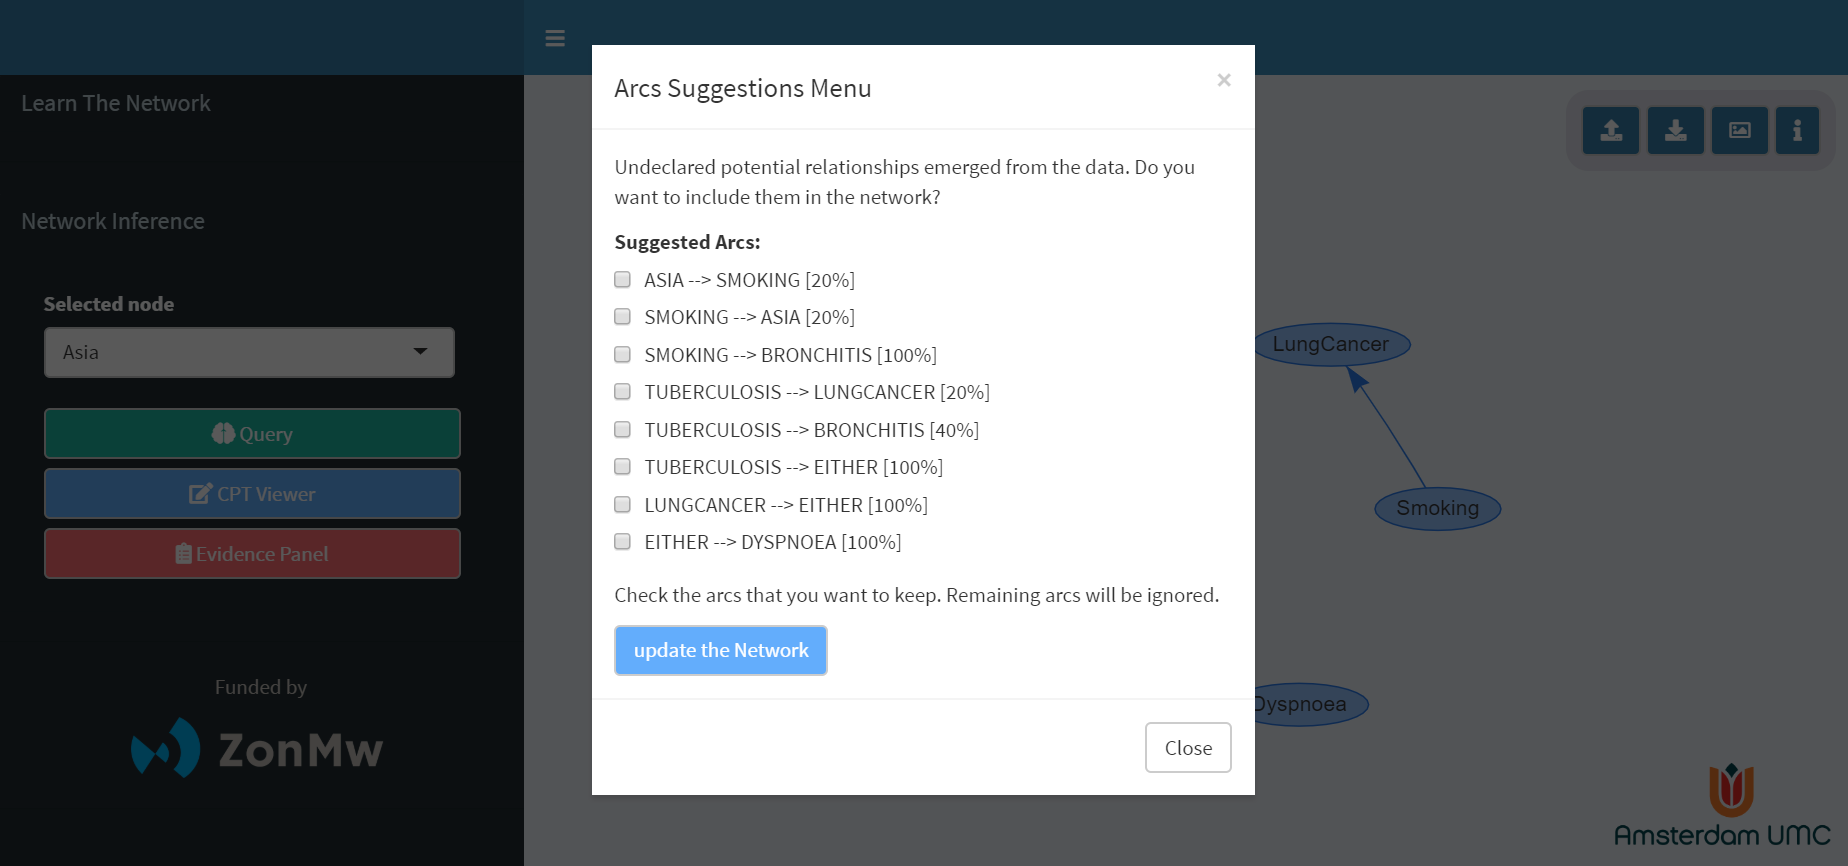 Learn The Network
Network Inference
Selected node
Asia
Query
CPT Viewer
Evidence Panel
Funded by
ZonMw
Arcs Suggestions Menu
×
Undeclared potential relationships emerged from the data. Do you
want to include them in the network?
Suggested Arcs:
ASIA --> SMOKING [20%]
SMOKING --> ASIA [20%]
SMOKING --> BRONCHITIS [100%]
TUBERCULOSIS --> LUNGCANCER [20%]
TUBERCULOSIS --> BRONCHITIS [40%]
TUBERCULOSIS --> EITHER [100%]
LUNGCANCER --> EITHER [100%]
EITHER --> DYSPNOEA [100%]
Check the arcs that you want to keep. Remaining arcs will be ignored.
update the Network
Close
LungCancer
Smoking
Dyspnoea
Amsterdam UMC